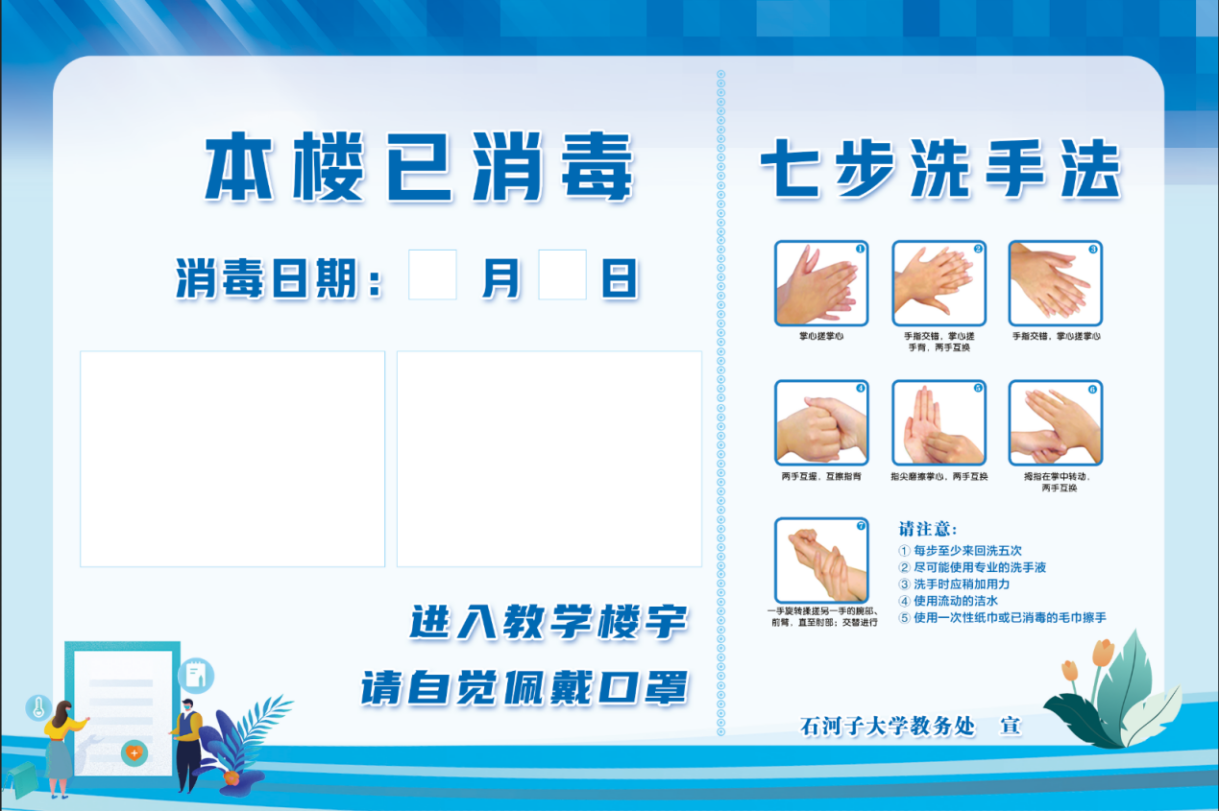 本楼已消毒
消毒日期： 月 日
进入教学楼宇
请自觉佩戴口罩
七步洗手法
1
掌心搓掌心
2
手指交错，掌心搓
手背，两手互换
3
手指交错，掌心搓掌心
4
两手互握，互擦指背
5
指尖磨擦掌心，两手互换
6
拇指在掌中转动，
两手互换
7
一手旋转揉搓另一手的腕部、
前臂，直至肘部；交替进行
请注意:
① 每步至少来回洗五次
② 尽可能使用专业的洗手液
③ 洗手时应稍加用力
④ 使用流动的洁水
⑤ 使用一次性纸巾或已消毒的毛巾擦手
石河子大学教务处 宣